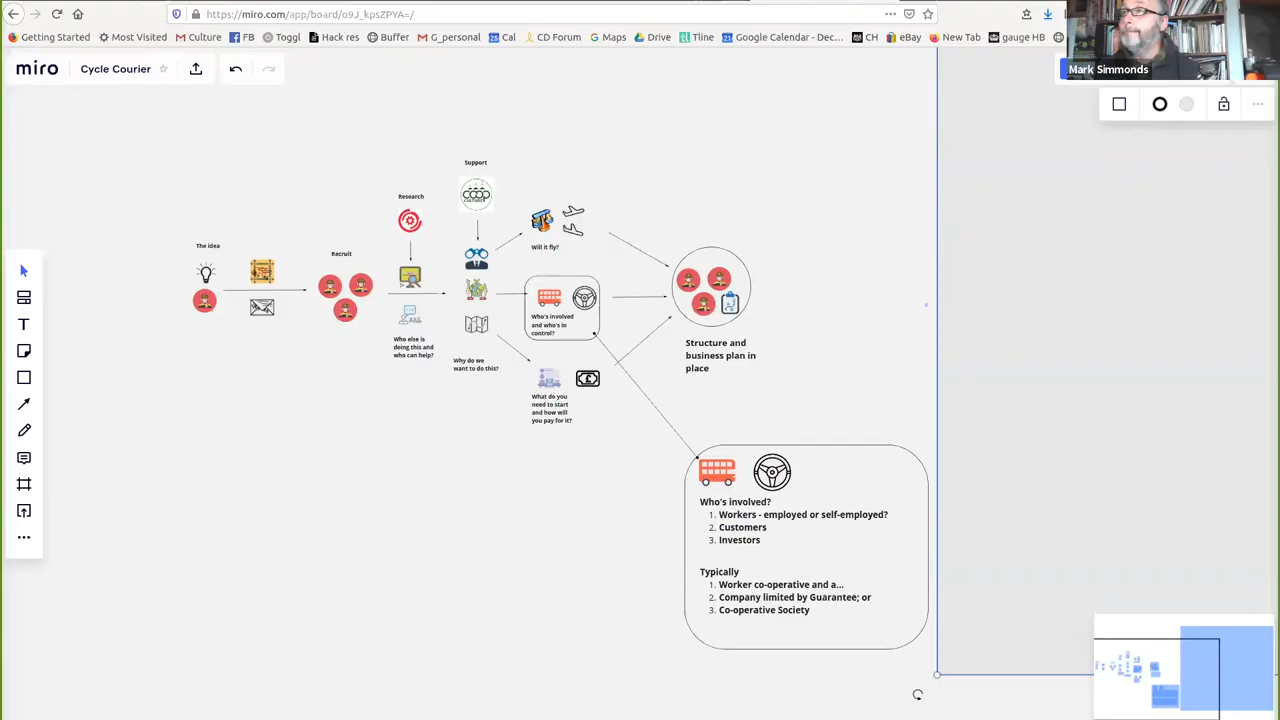 https://miro.com/app/board/o9J_kpsZPYA=/
Getting Started
Most Visited
Culture
FB
Toggl
Hack res
Buffer
G_personal
Cal
CD Forum
Maps
Drive
Tline
Google Calendar - Dec...
CH
eBay
New Tab
gauge HB
miro
Cycle Courier
Mark Simmonds
Support
Research
The idea
Recruit
Will it fly?
Who's involved
and who's in
control?
Who else is
doing this and
who can help?
Why do we
want to do this?
What do you
need to start
and how will
you pay for it?
Structure and
business plan in
place
Who's involved?
1. Workers - employed or self-employed?
2. Customers
3. Investors
Typically
1. Worker co-operative and a...
2. Company limited by Guarantee; or
3. Co-operative Society